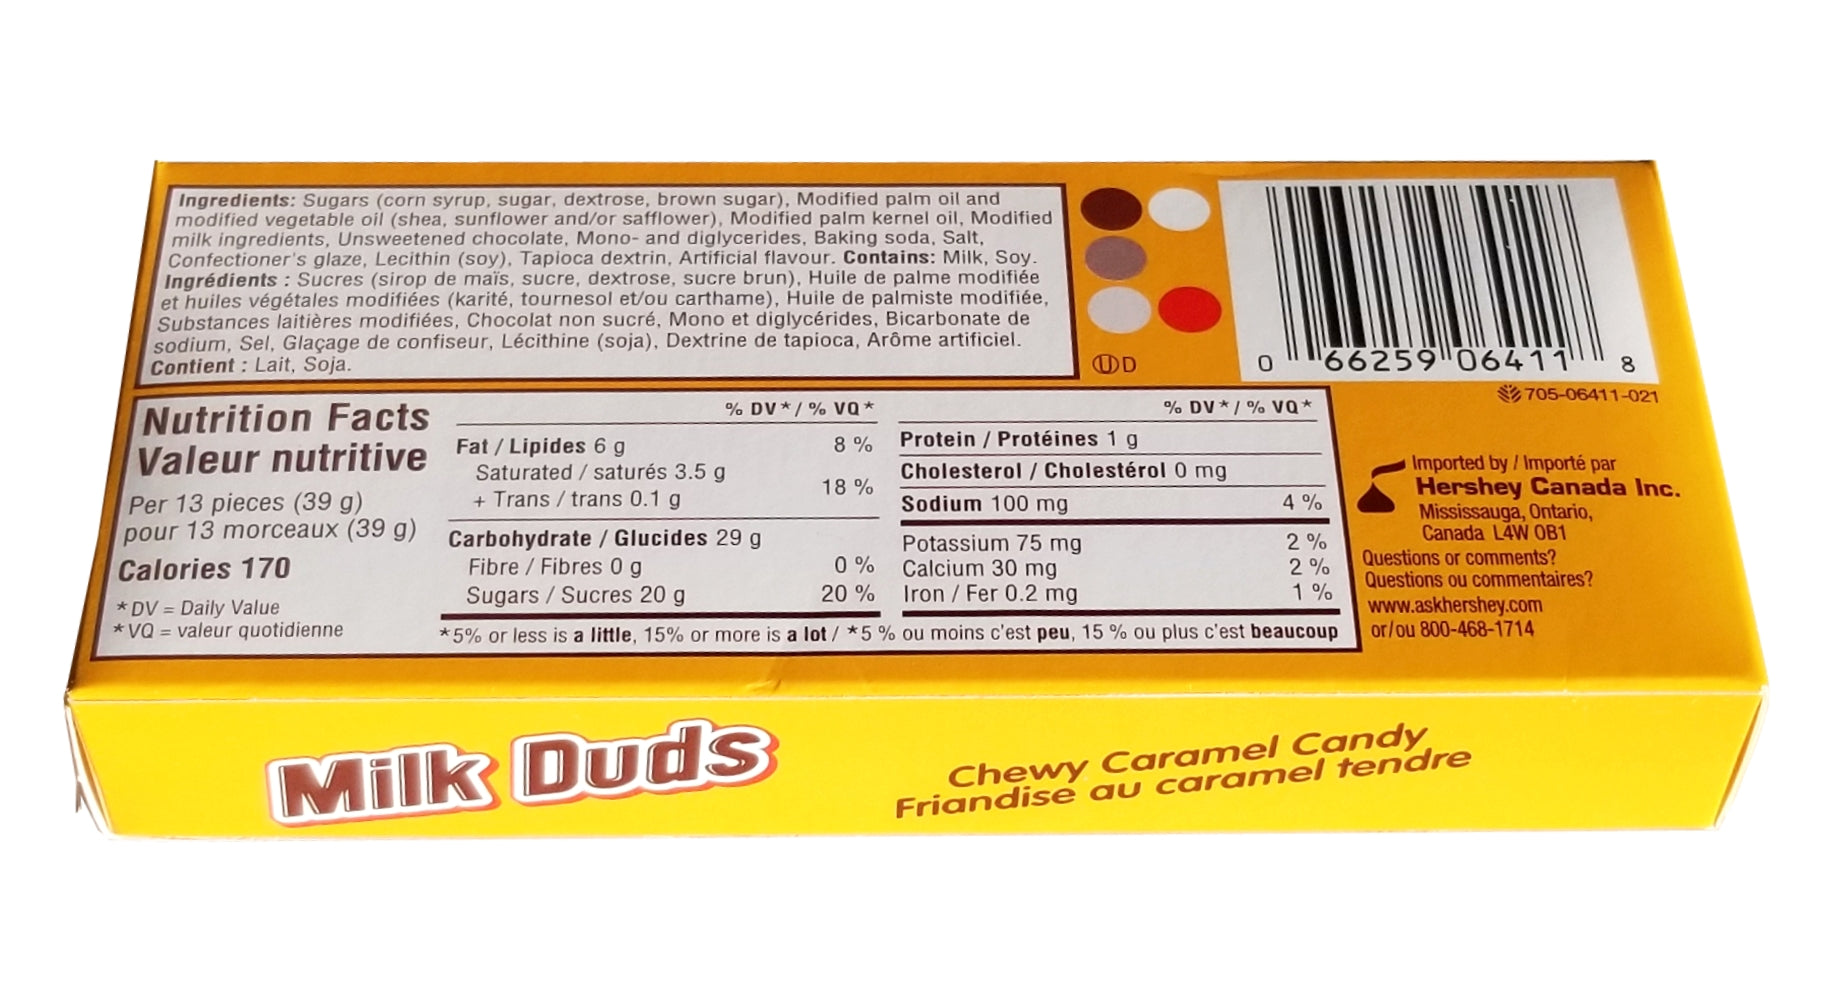 Ingredients: Sugars (corn syrup, sugar, dextrose, brown sugar), Modified palm oil and
modified vegetable oil (shea, sunflower and/or safflower), Modified palm kernel oil, Modified
milk ingredients, Unsweetened chocolate, Mono- and diglycerides, Baking soda, Salt,
Confectioner's glaze, Lecithin (soy), Tapioca dextrin, Artificial flavour. Contains: Milk, Soy.
Ingrédients : Sucres (sirop de maïs, sucre, dextrose, sucre brun), Huile de palme modifiée
et huiles végétales modifiées (karité, tournesol et/ou carthame), Huile de palmiste modifiée,
Substances laitières modifiées, Chocolat non sucré, Mono et diglycérides, Bicarbonate de
sodium, Sel, Glaçage de confiseur, Lécithine (soja), Dextrine de tapioca, Arôme artificiel.
Contient : Lait, Soja.
Ⓤ D
0 66259 06411 8
705-06411-021
Nutrition Facts
Valeur nutritive
Per 13 pieces (39 g)
pour 13 morceaux (39 g)
Calories 170
* DV = Daily Value
* VQ = valeur quotidienne
% DV* / % VQ*
Fat / Lipides 6 g 8 %
Saturated / saturés 3.5 g
+ Trans / trans 0.1 g 18 %
Carbohydrate / Glucides 29 g
Fibre / Fibres 0 g 0 %
Sugars / Sucres 20 g 20 %
% DV* / % VQ*
Protein / Protéines 1 g
Cholesterol / Cholestérol 0 mg
Sodium 100 mg 4 %
Potassium 75 mg 2 %
Calcium 30 mg 2 %
Iron / Fer 0.2 mg 1 %
*5% or less is a little, 15% or more is a lot / *5 % ou moins c'est peu, 15 % ou plus c'est beaucoup
Imported by / Importé par
Hershey Canada Inc.
Mississauga, Ontario,
Canada L4W 0B1
Questions or comments?
Questions ou commentaires?
www.askhershey.com
or/ou 800-468-1714
Milk Duds
Chewy Caramel Candy
Friandise au caramel tendre